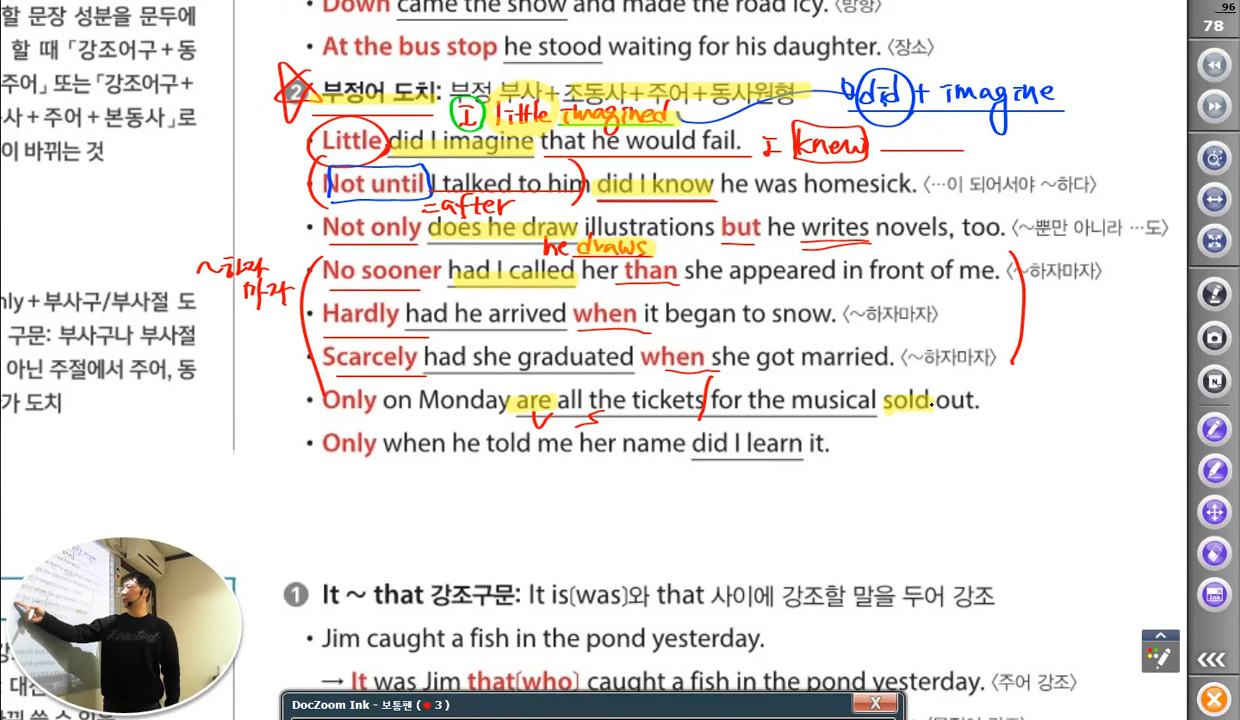 96
78
할 문장 성분을 문두에
할 때 「강조어구+동
주어」 또는 「강조어구+
사+주어+본동사」로
이 바뀌는 것
only+부사구/부사절 도
구문: 부사구나 부사절
아닌 주절에서 주어, 동
가 도치
• Down came the snow and made the road icy. 〈방향〉
• At the bus stop he stood waiting for his daughter. 〈장소〉
2 부정어 도치: 부정 부사+조동사+주어+동사원형
I little imagined
did + imagine
• Little did I imagine that he would fail.
I knew
• Not until I talked to him did I know he was homesick. 〈…이 되어서야 ~하다〉
=after
• Not only does he draw illustrations but he writes novels, too. 〈~뿐만 아니라 …도〉
he draws
~하자
마자
• No sooner had I called her than she appeared in front of me. 〈~하자마자〉
• Hardly had he arrived when it began to snow. 〈~하자마자〉
• Scarcely had she graduated when she got married. 〈~하자마자〉
• Only on Monday are all the tickets for the musical sold out.
V S
• Only when he told me her name did I learn it.
1 It ~ that 강조구문: It is(was)와 that 사이에 강조할 말을 두어 강조
• Jim caught a fish in the pond yesterday.
→ It was Jim that(who) caught a fish in the pond yesterday. 〈주어 강조〉
DocZoom Ink - 보통펜 (● 3)
X